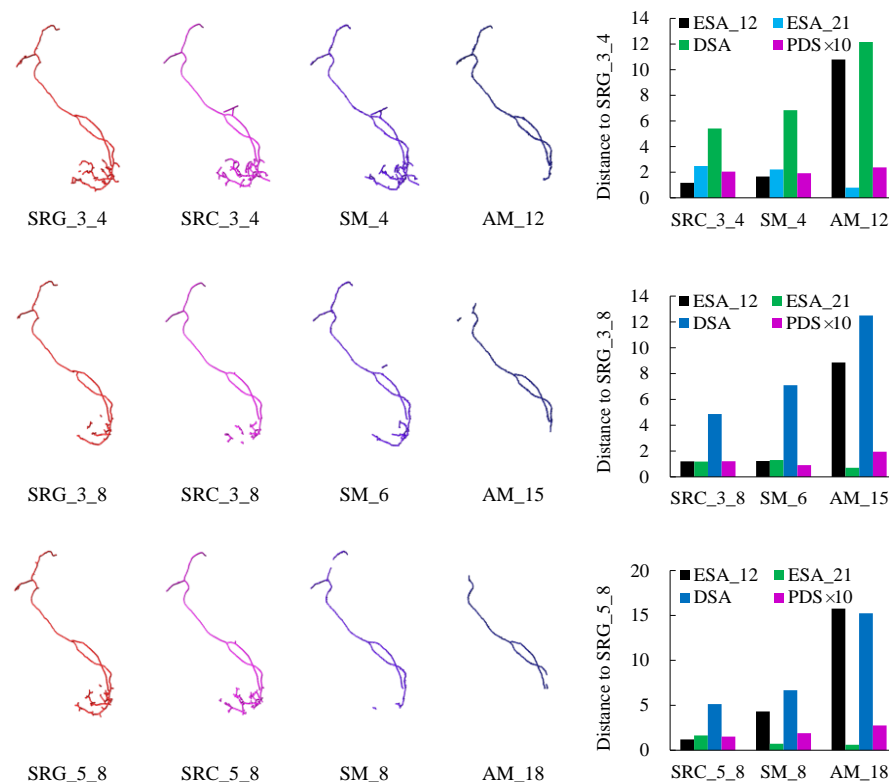 SRG_3_4
SRC_3_4
SM_4
AM_12
Distance to SRG_3_4
14
12
10
8
6
4
2
0
ESA_12
ESA_21
DSA
PDS×10
SRC_3_4
SM_4
AM_12
SRG_3_8
SRC_3_8
SM_6
AM_15
Distance to SRG_3_8
14
12
10
8
6
4
2
0
ESA_12
ESA_21
DSA
PDS×10
SRC_3_8
SM_6
AM_15
SRG_5_8
SRC_5_8
SM_8
AM_18
Distance to SRG_5_8
20
15
10
5
0
ESA_12
ESA_21
DSA
PDS×10
SRC_5_8
SM_8
AM_18